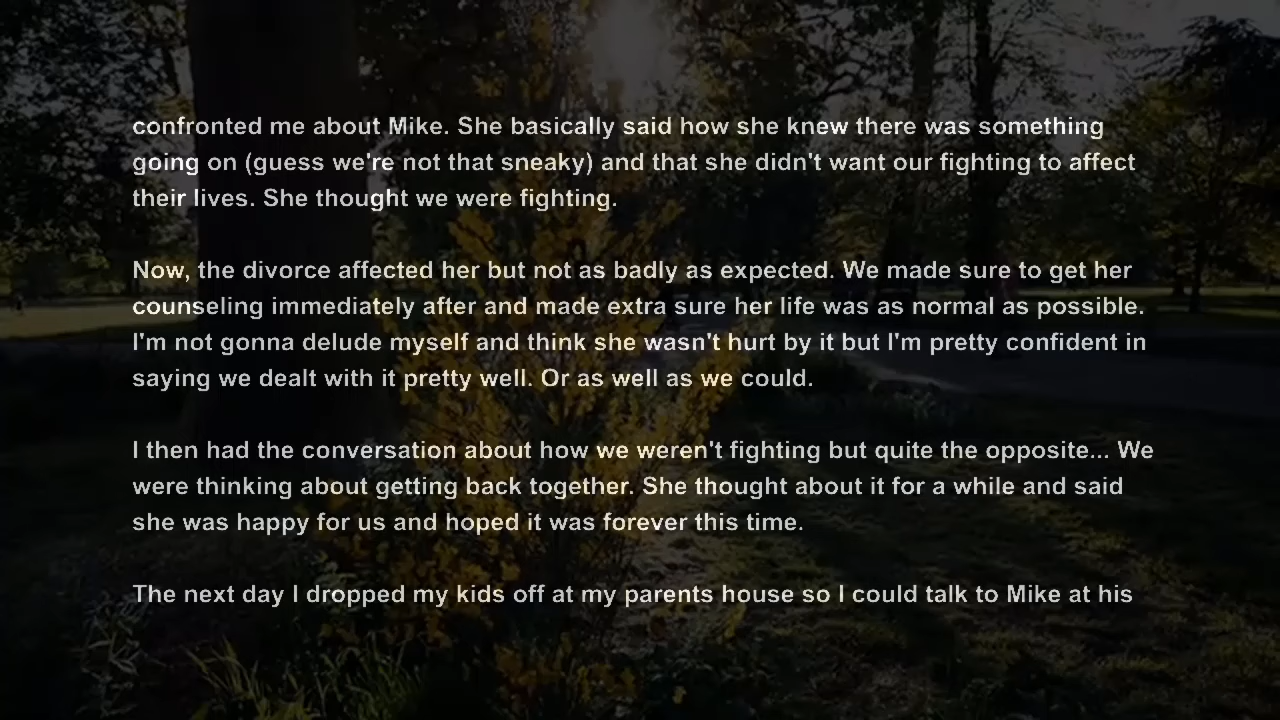 confronted me about Mike. She basically said how she knew there was something
going on (guess we're not that sneaky) and that she didn't want our fighting to affect
their lives. She thought we were fighting.
Now, the divorce affected her but not as badly as expected. We made sure to get her
counseling immediately after and made extra sure her life was as normal as possible.
I'm not gonna delude myself and think she wasn't hurt by it but I'm pretty confident in
saying we dealt with it pretty well. Or as well as we could.
I then had the conversation about how we weren't fighting but quite the opposite... We
were thinking about getting back together. She thought about it for a while and said
she was happy for us and hoped it was forever this time.
The next day I dropped my kids off at my parents house so I could talk to Mike at his